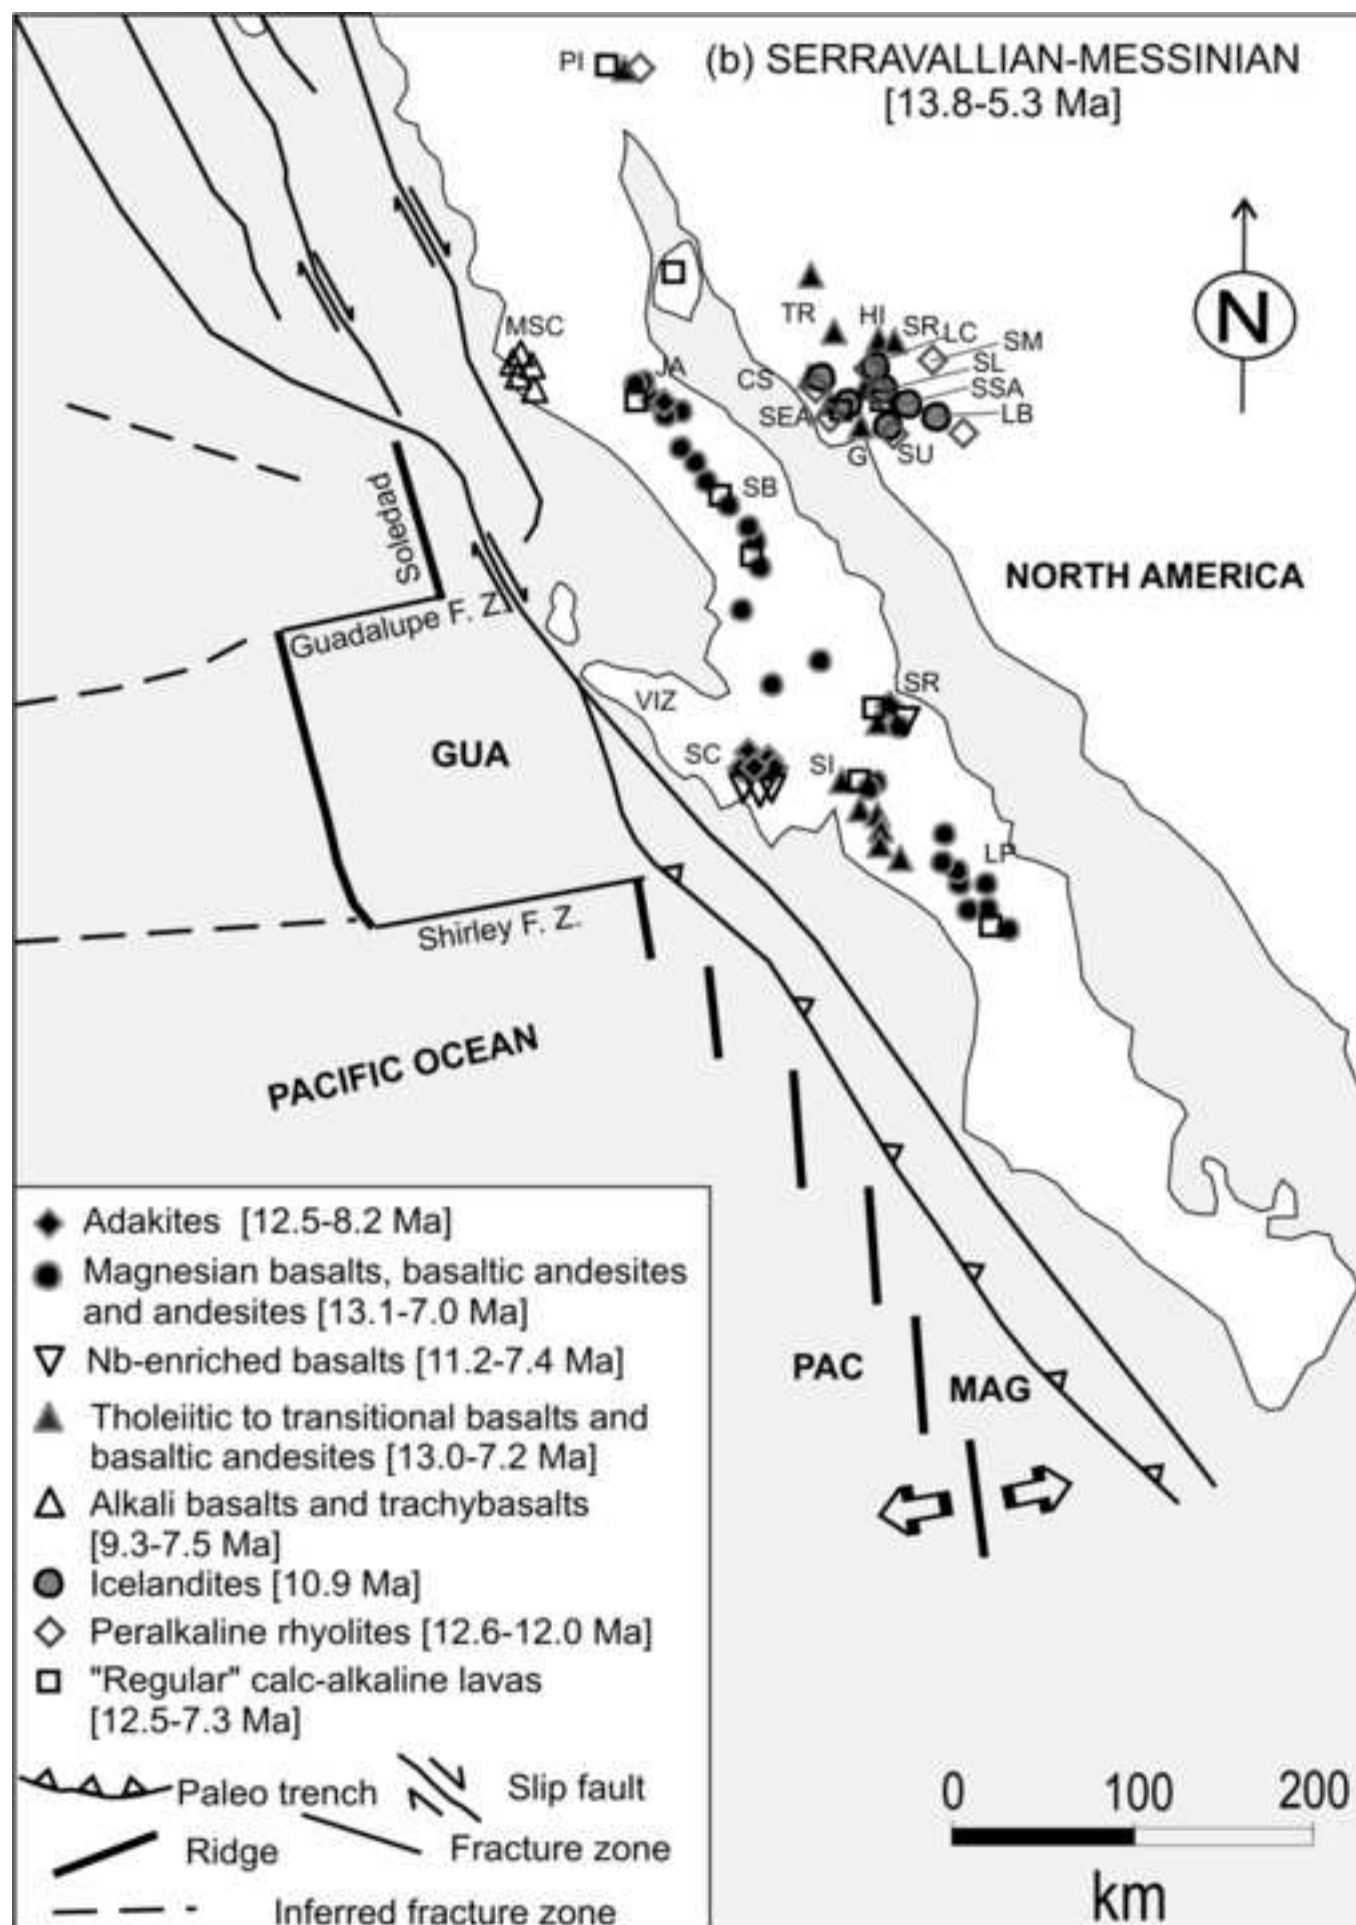 PI
(b) SERRAVALLIAN-MESSINIAN
[13.8-5.3 Ma]
N
MSC
TR
HI
SR
LC
SM
JA
CS
SL
SSA
SEA
LB
G
SU
SB
Soledad
NORTH AMERICA
Guadalupe F. Z.
VIZ
SR
GUA
SC
SI
LP
Shirley F. Z.
PACIFIC OCEAN
PAC
MAG
Adakites [12.5-8.2 Ma]
Magnesian basalts, basaltic andesites
and andesites [13.1-7.0 Ma]
Nb-enriched basalts [11.2-7.4 Ma]
Tholeiitic to transitional basalts and
basaltic andesites [13.0-7.2 Ma]
Alkali basalts and trachybasalts
[9.3-7.5 Ma]
Icelandites [10.9 Ma]
Peralkaline rhyolites [12.6-12.0 Ma]
"Regular" calc-alkaline lavas
[12.5-7.3 Ma]
Paleo trench
Slip fault
Ridge
Fracture zone
Inferred fracture zone
0 100 200
km